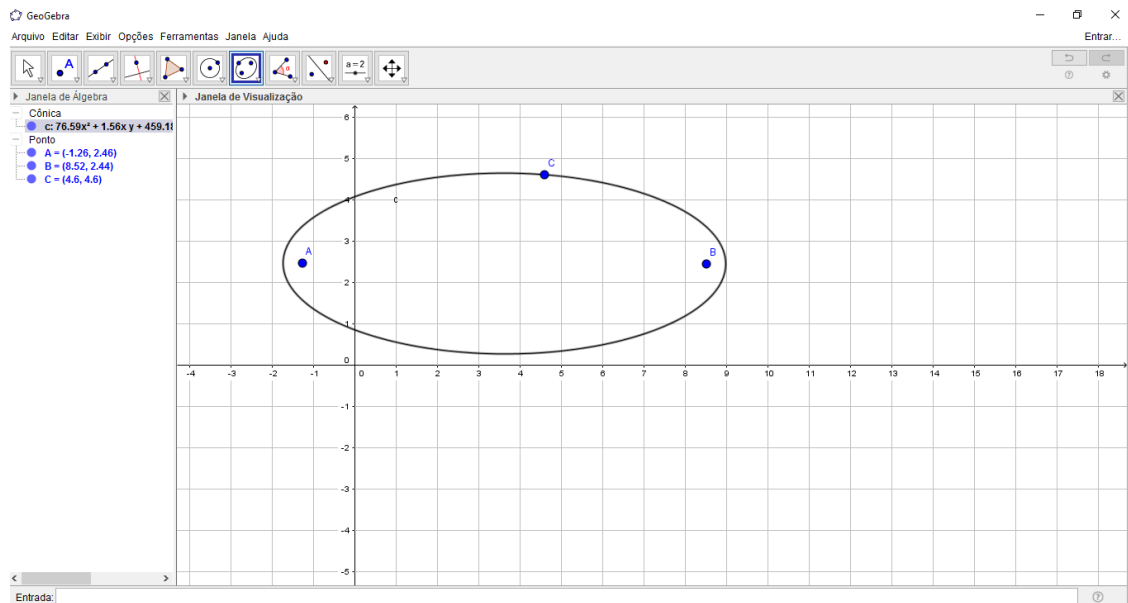 GeoGebra
Arquivo Editar Exibir Opções Ferramentas Janela Ajuda
Entrar...
A
α
a = 2
Janela de Álgebra
Janela de Visualização
Cônica
c: 76.59x² + 1.56x y + 459.18
Ponto
A = (-1.26, 2.46)
B = (8.52, 2.44)
C = (4.6, 4.6)
6
5
4
3
2
1
0
-1
-2
-3
-4
-5
-4 -3 -2 -1 0 1 2 3 4 5 6 7 8 9 10 11 12 13 14 15 16 17 18
C
c
A
B
Entrada: